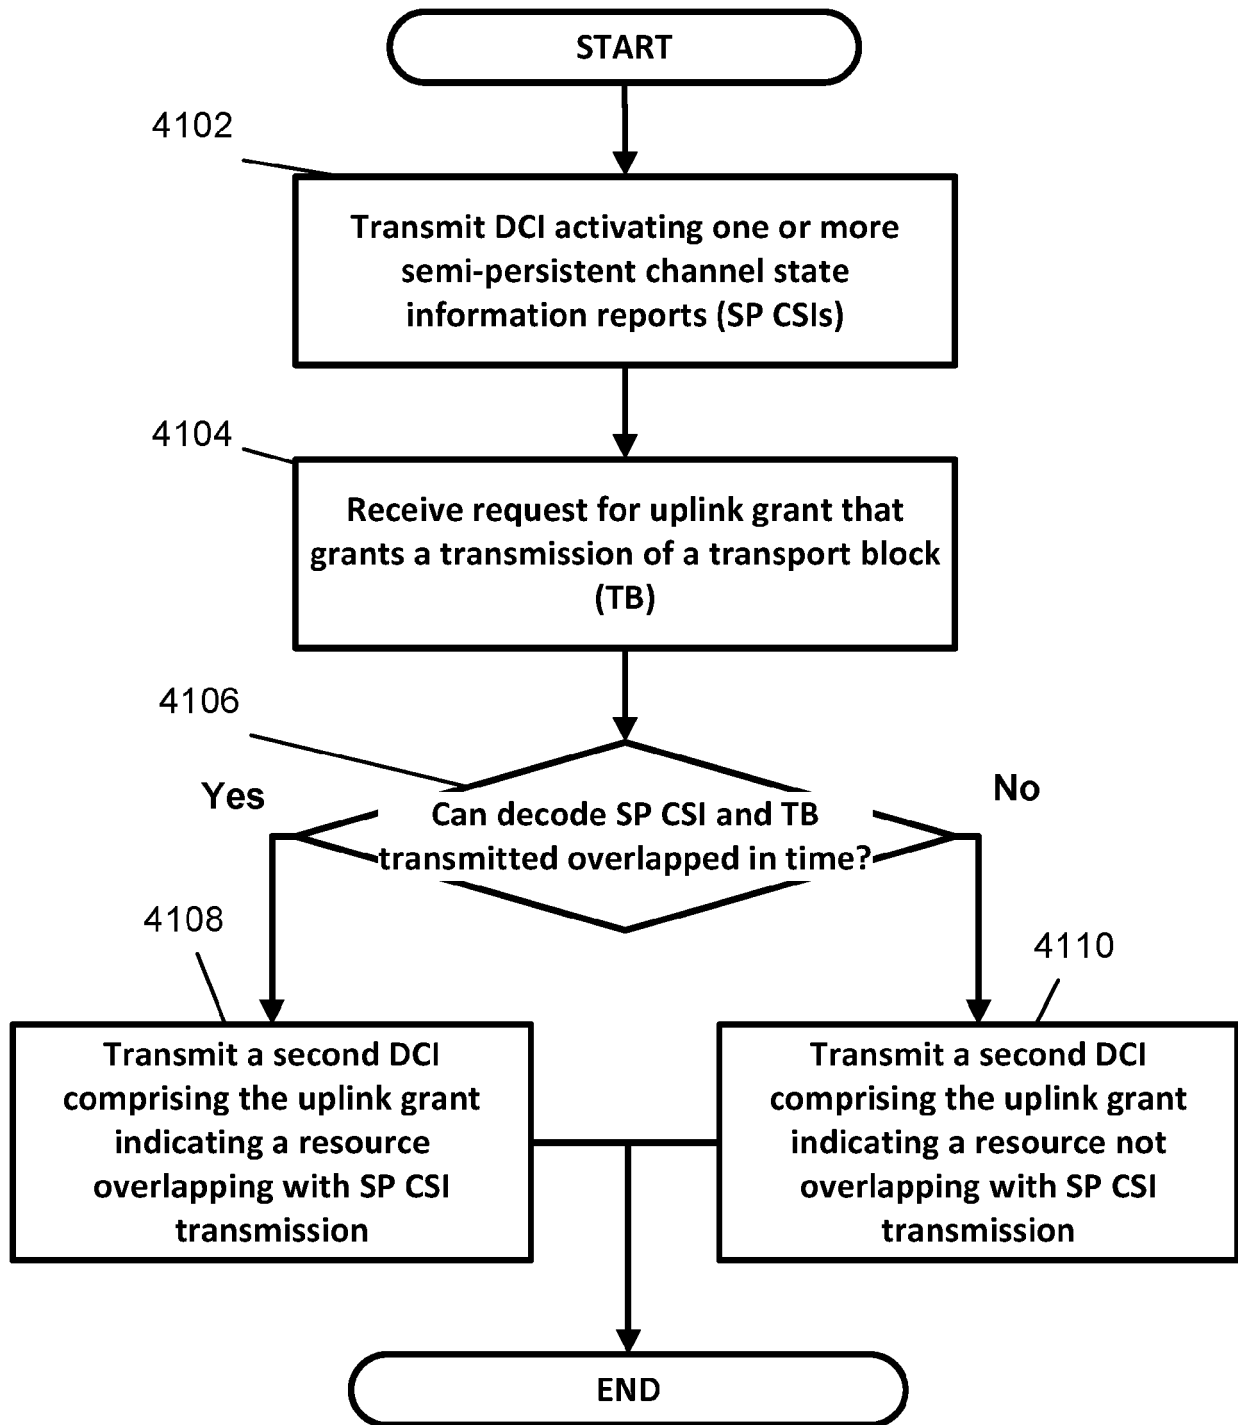 START
4102
Transmit DCI activating one or more
semi-persistent channel state
information reports (SP CSIs)
4104
Receive request for uplink grant that
grants a transmission of a transport block
(TB)
4106
Yes
No
Can decode SP CSI and TB
transmitted overlapped in time?
4108
4110
Transmit a second DCI
comprising the uplink grant
indicating a resource
overlapping with SP CSI
transmission
Transmit a second DCI
comprising the uplink grant
indicating a resource not
overlapping with SP CSI
transmission
END